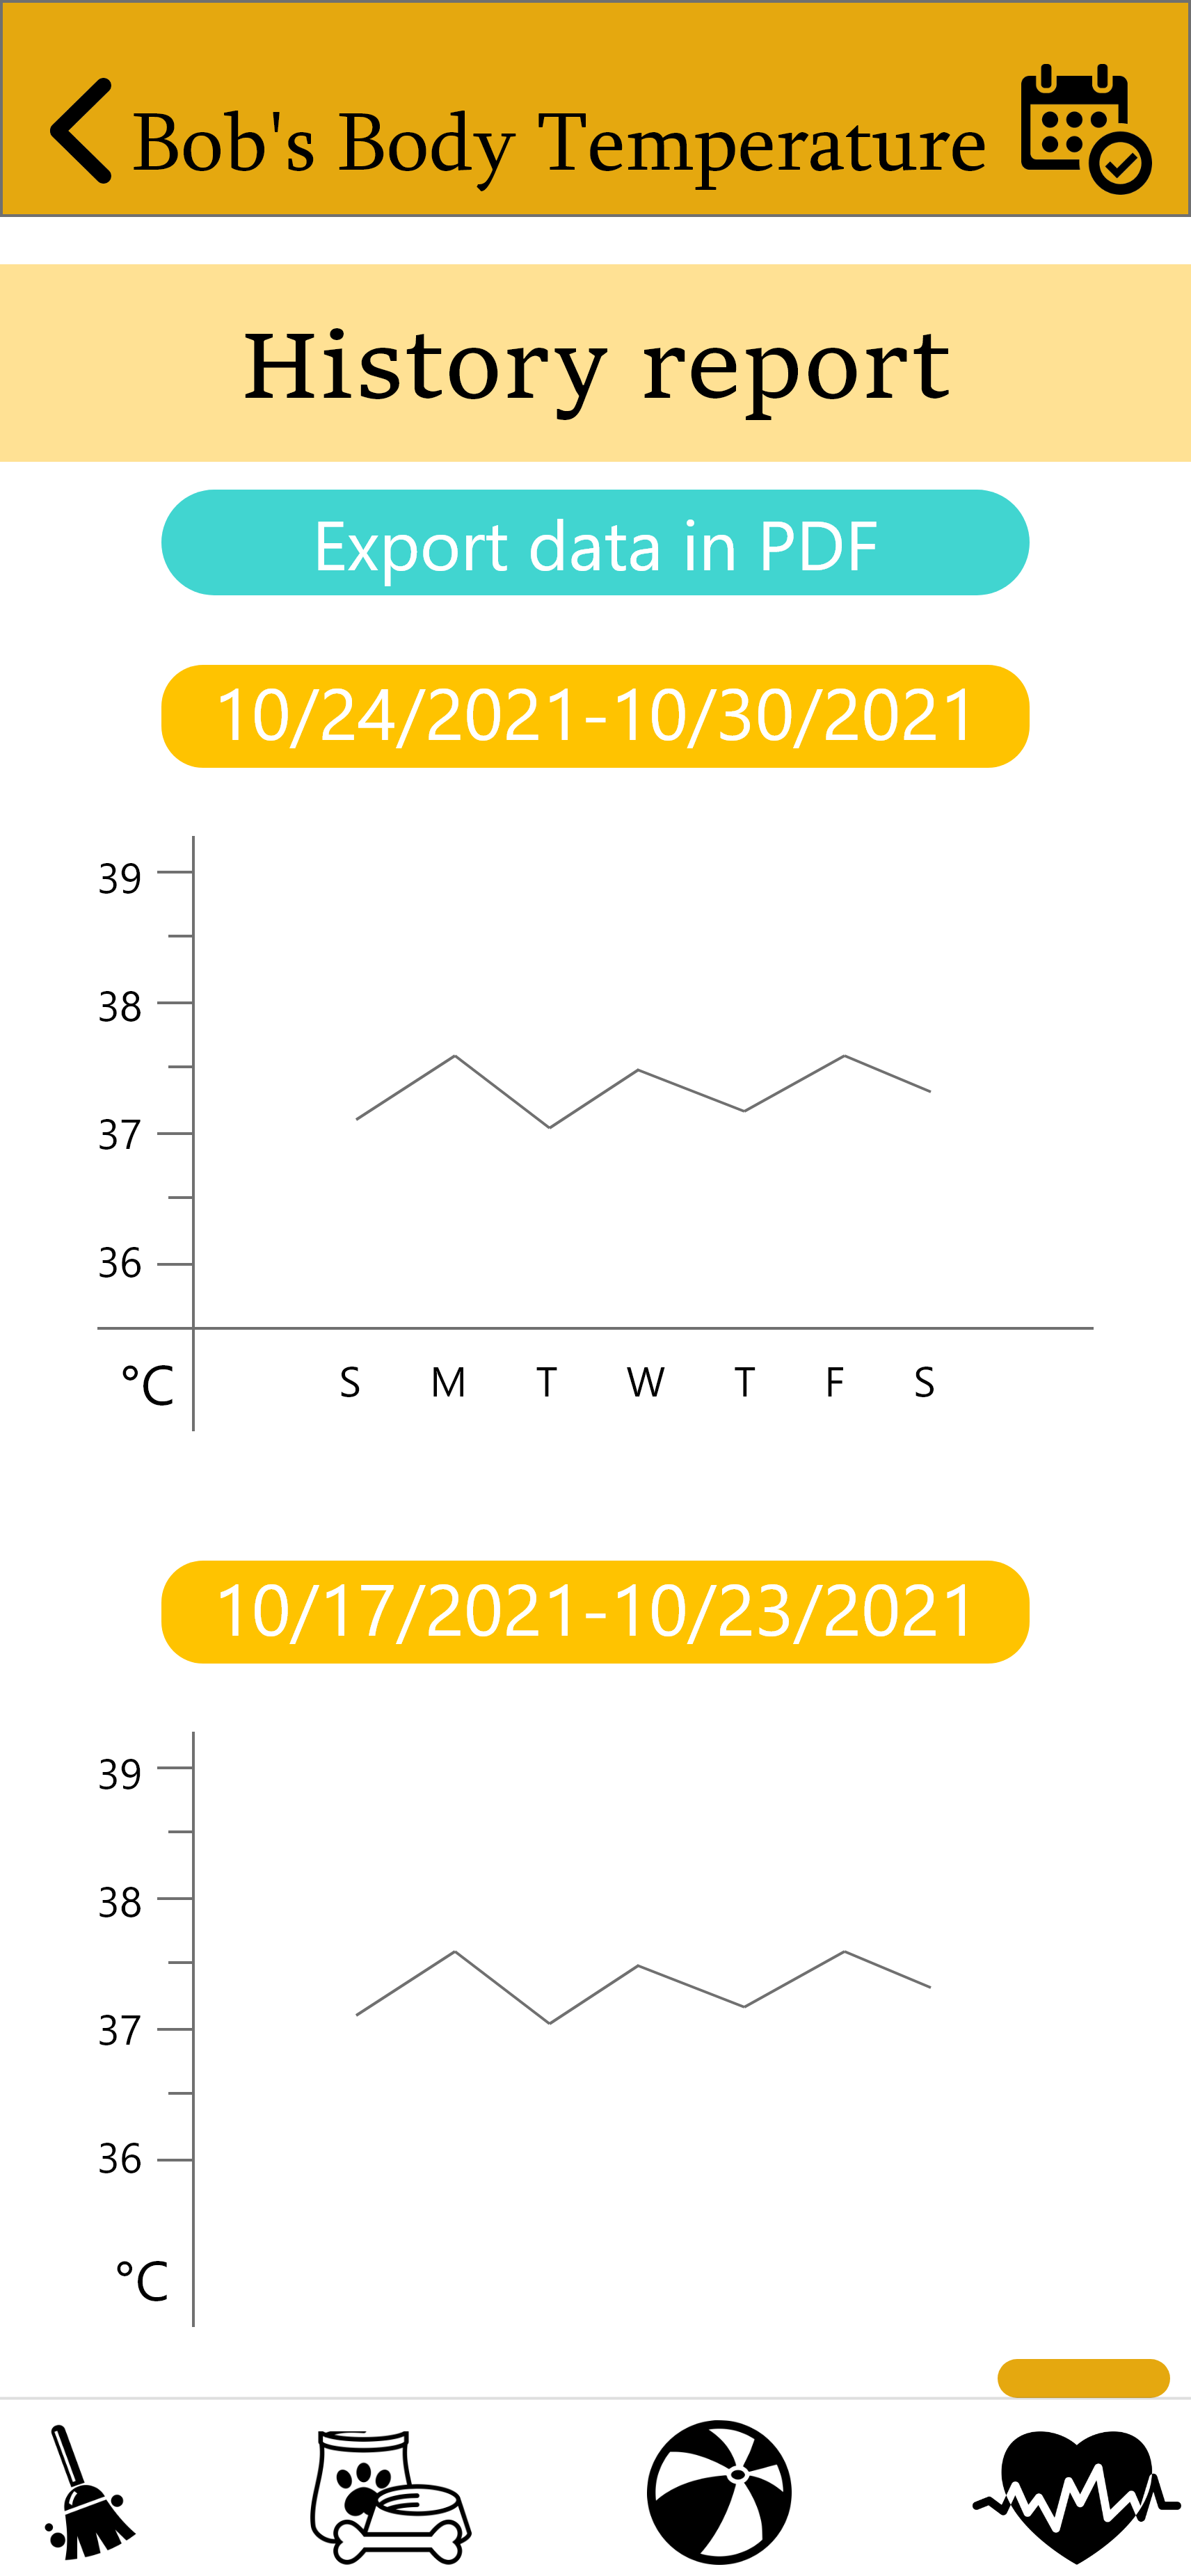 Bob's Body Temperature
History report
Export data in PDF
10/24/2021-10/30/2021
39
38
37
36
°C S M T W T F S
10/17/2021-10/23/2021
39
38
37
36
°C